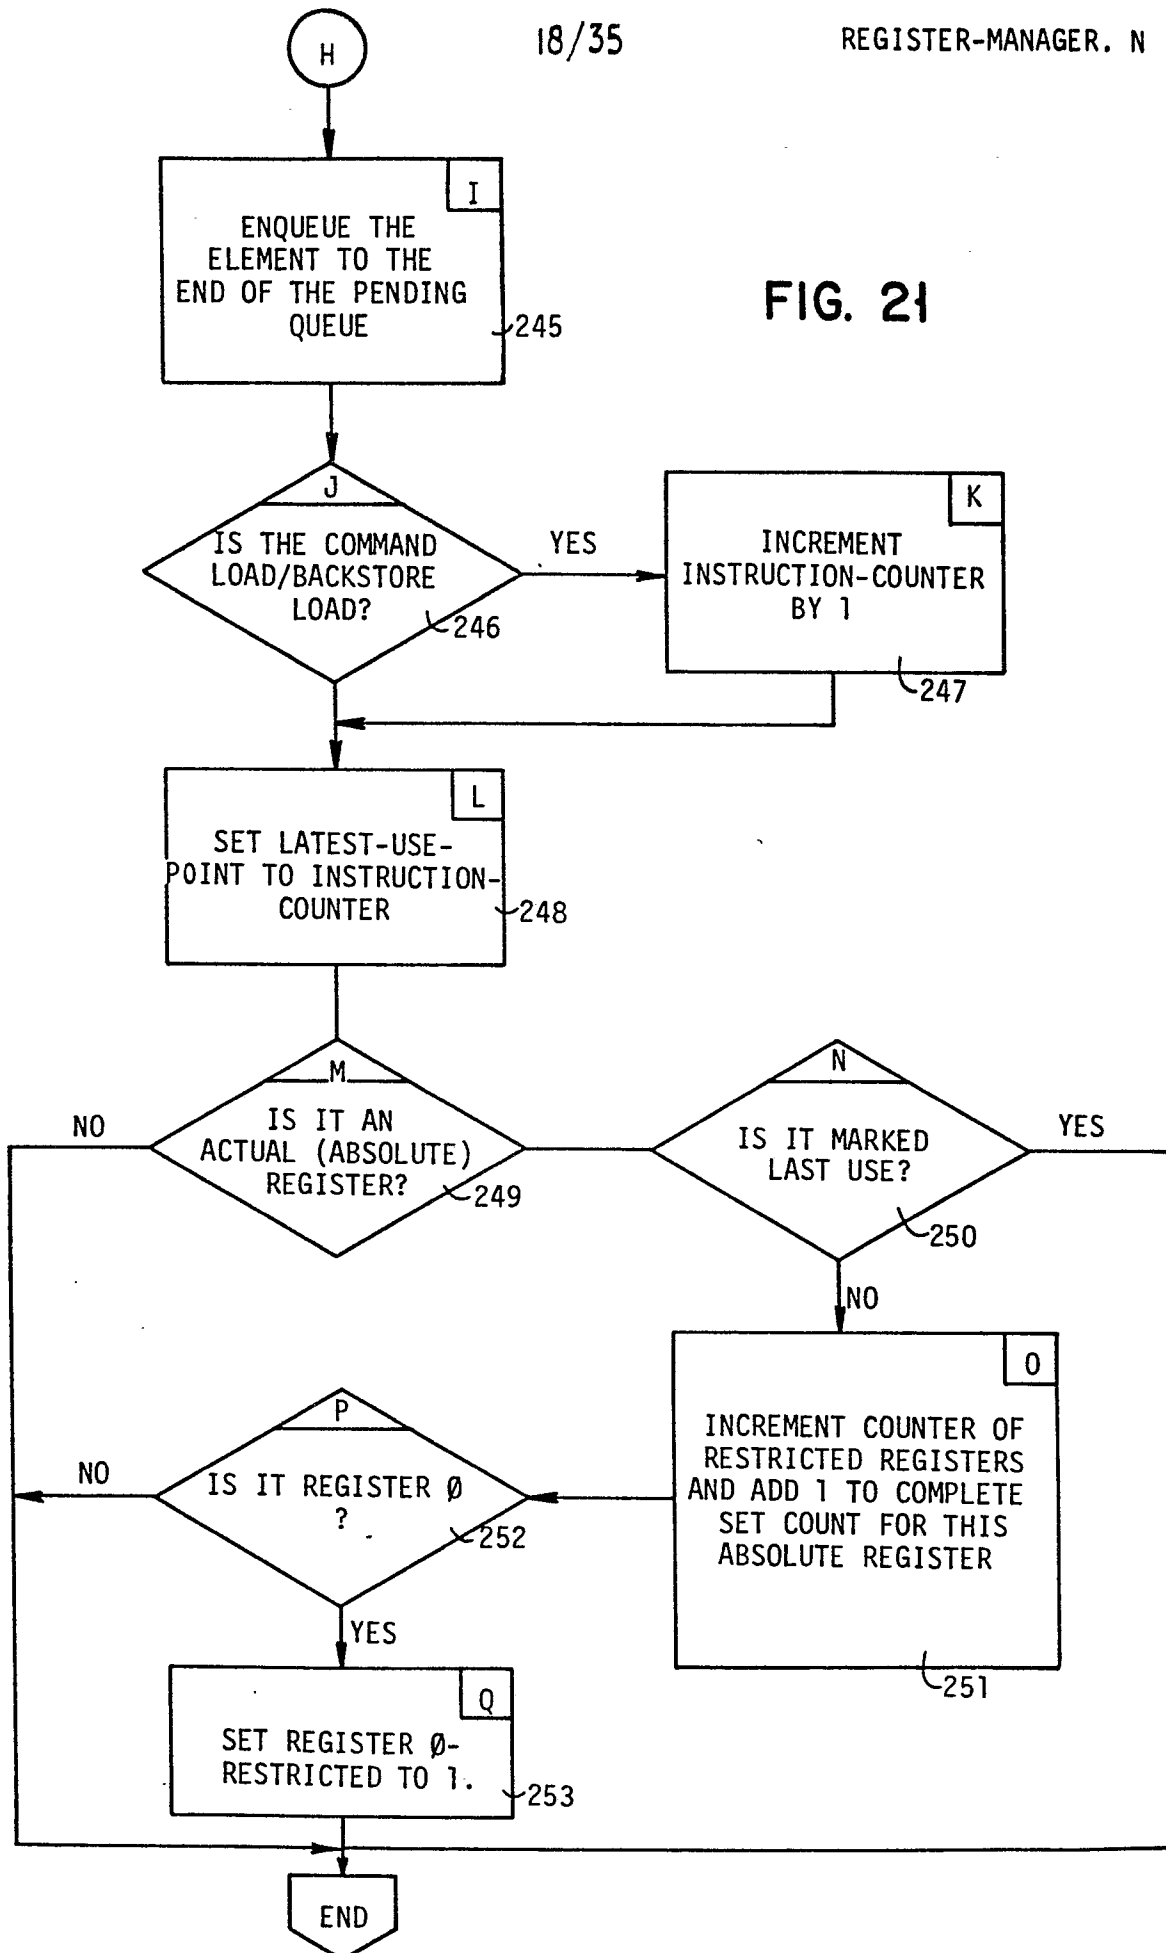 H
18/35
REGISTER-MANAGER. N
I
ENQUEUE THE
ELEMENT TO THE
END OF THE PENDING
QUEUE
245
FIG. 21
J
IS THE COMMAND
LOAD/BACKSTORE
LOAD?
246
YES
K
INCREMENT
INSTRUCTION-COUNTER
BY 1
247
L
SET LATEST-USE-
POINT TO INSTRUCTION-
COUNTER
248
M
IS IT AN
ACTUAL (ABSOLUTE)
REGISTER?
249
NO
N
IS IT MARKED
LAST USE?
250
YES
NO
O
INCREMENT COUNTER OF
RESTRICTED REGISTERS
AND ADD 1 TO COMPLETE
SET COUNT FOR THIS
ABSOLUTE REGISTER
251
P
IS IT REGISTER Ø
?
252
NO
YES
Q
SET REGISTER Ø-
RESTRICTED TO 1.
253
END